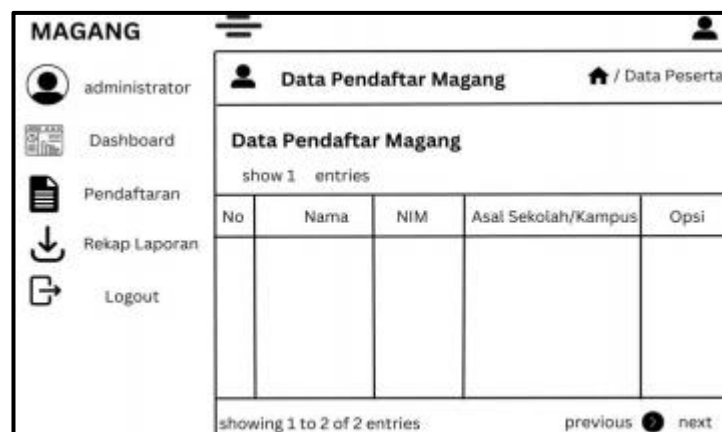 MAGANG
administrator
Dashboard
Pendaftaran
Rekap Laporan
Logout
Data Pendaftar Magang
/ Data Peserta
Data Pendaftar Magang
show 1 entries
No Nama NIM Asal Sekolah/Kampus Opsi
showing 1 to 2 of 2 entries
previous next